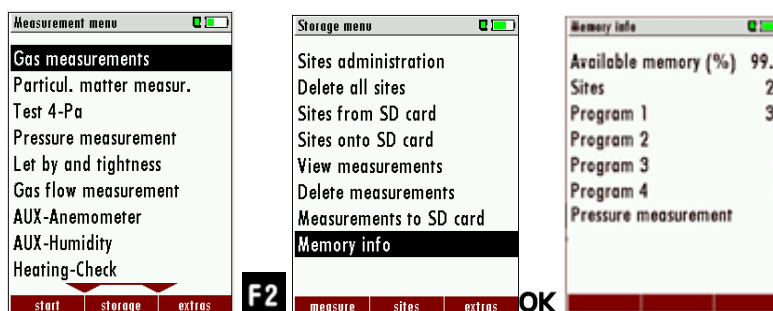 Measurement menu
Gas measurements
Particul. matter measur.
Test 4-Pa
Pressure measurement
Let by and tightness
Gas flow measurement
AUX-Anemometer
AUX-Humidity
Heating-Check
start storage extras
F2
Storage menu
Sites administration
Delete all sites
Sites from SD card
Sites onto SD card
View measurements
Delete measurements
Measurements to SD card
Memory info
measure sites extras
OK
Memory info
Available memory (%) 99.
Sites 2
Program 1 3
Program 2
Program 3
Program 4
Pressure measurement